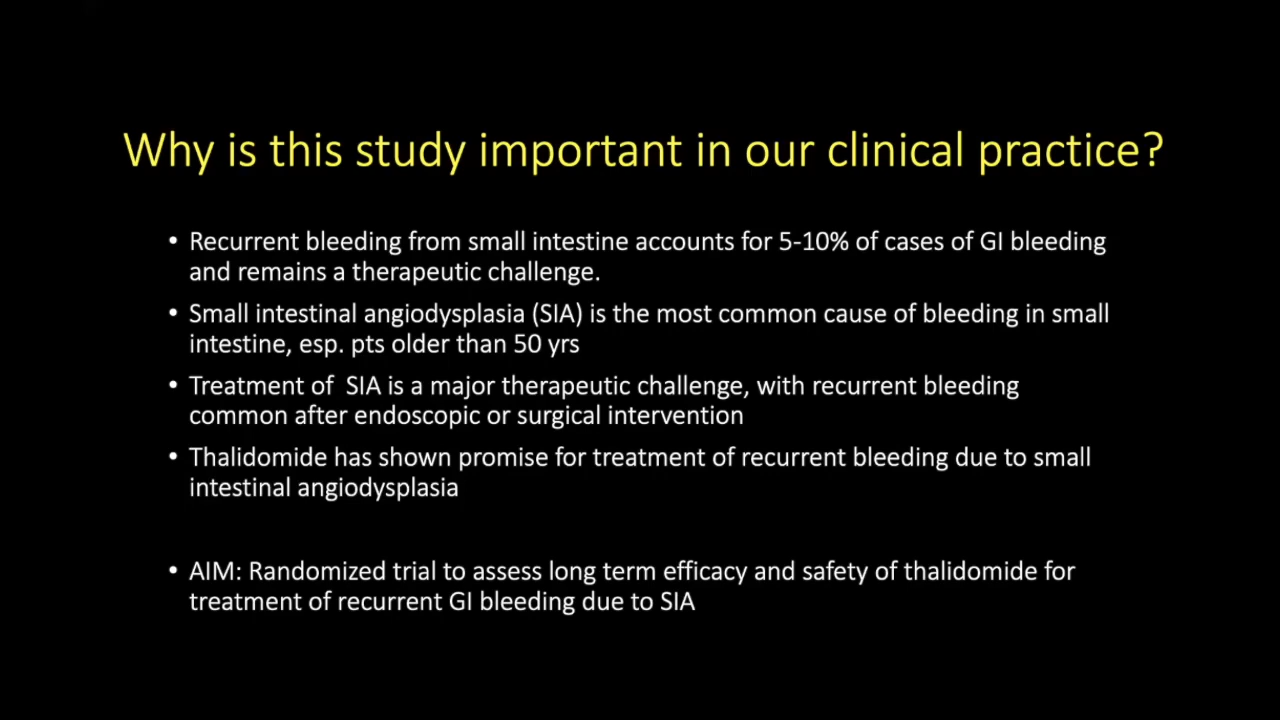 Why is this study important in our clinical practice?
• Recurrent bleeding from small intestine accounts for 5-10% of cases of GI bleeding
and remains a therapeutic challenge.
• Small intestinal angiodysplasia (SIA) is the most common cause of bleeding in small
intestine, esp. pts older than 50 yrs
• Treatment of  SIA is a major therapeutic challenge, with recurrent bleeding
common after endoscopic or surgical intervention
• Thalidomide has shown promise for treatment of recurrent bleeding due to small
intestinal angiodysplasia
• AIM: Randomized trial to assess long term efficacy and safety of thalidomide for
treatment of recurrent GI bleeding due to SIA